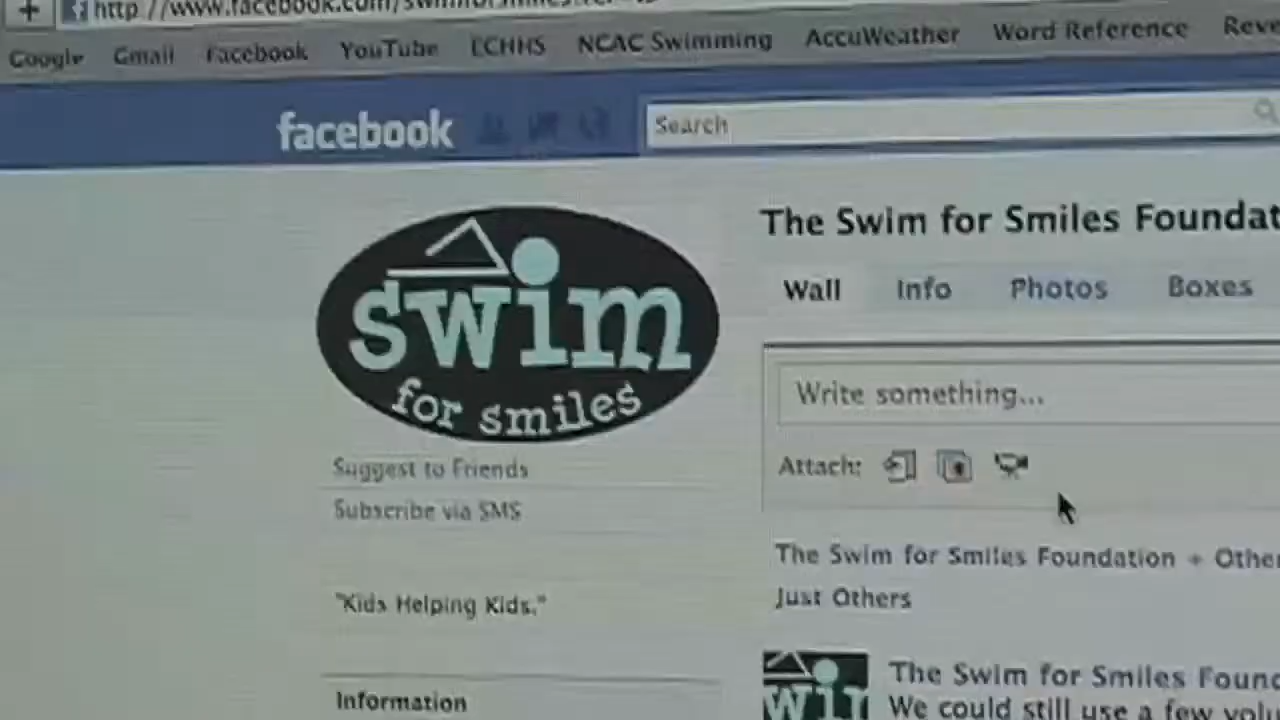 + http://www.facebook.com/swimforsmiles
Google Gmail Facebook YouTube ECHHS NCAC Swimming AccuWeather Word Reference Reve
facebook Search
The Swim for Smiles Foundat
swim
for smiles
Wall Info Photos Boxes
Write something...
Attach:
Suggest to Friends
Subscribe via SMS
The Swim for Smiles Foundation + Other
Just Others
"Kids Helping Kids."
Information
The Swim for Smiles Found
We could still use a few volu